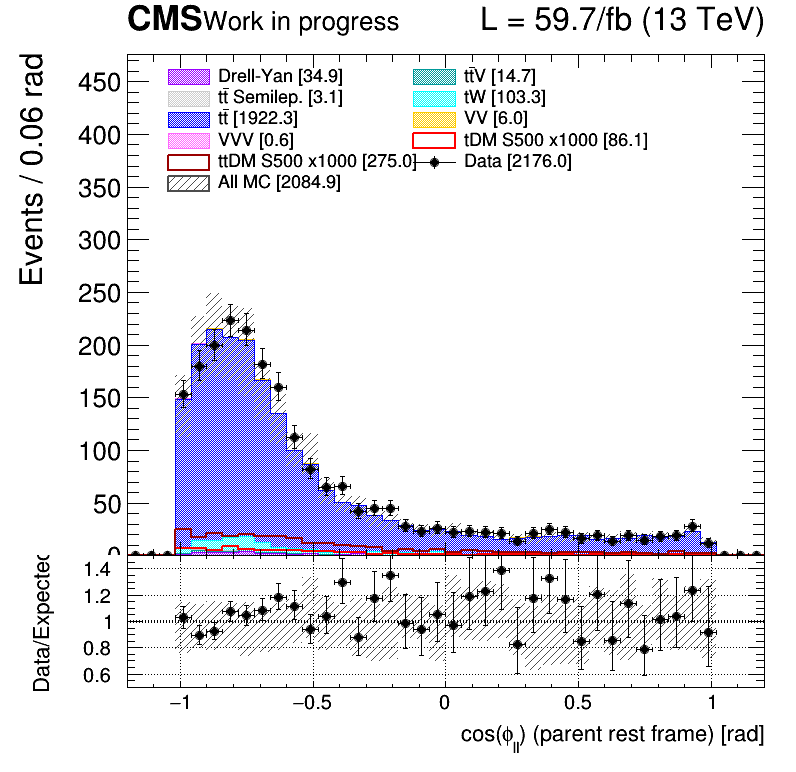 CMS Work in progress L = 59.7/fb (13 TeV)
Events / 0.06 rad
450
400
350
300
250
200
150
100
50
0
Drell-Yan [34.9] tt̄V [14.7]
tt̄ Semilep. [3.1] tW [103.3]
tt̄ [1922.3] VV [6.0]
VVV [0.6] tDM S500 x1000 [86.1]
ttDM S500 x1000 [275.0] Data [2176.0]
All MC [2084.9]
Data/Expected
1.4
1.2
1
0.8
0.6
−1 −0.5 0 0.5 1
cos(ϕ_ll) (parent rest frame) [rad]